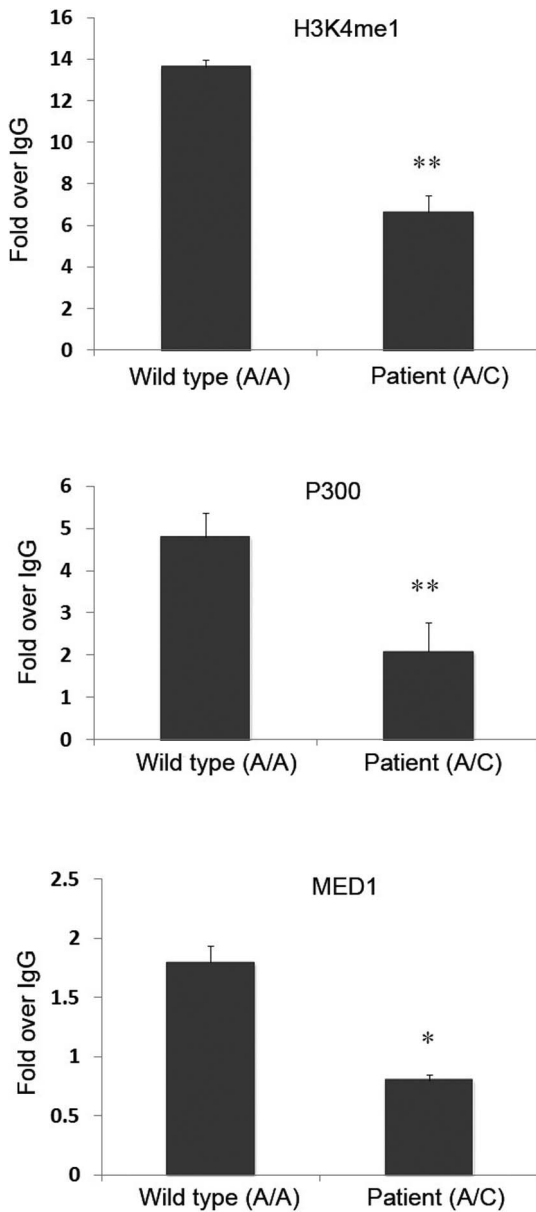 H3K4me1
Fold over IgG
16
14
12
10
8
6
4
2
0
**
Wild type (A/A) Patient (A/C)
P300
Fold over IgG
6
5
4
3
2
1
0
**
Wild type (A/A) Patient (A/C)
MED1
Fold over IgG
2.5
2
1.5
1
0.5
0
*
Wild type (A/A) Patient (A/C)